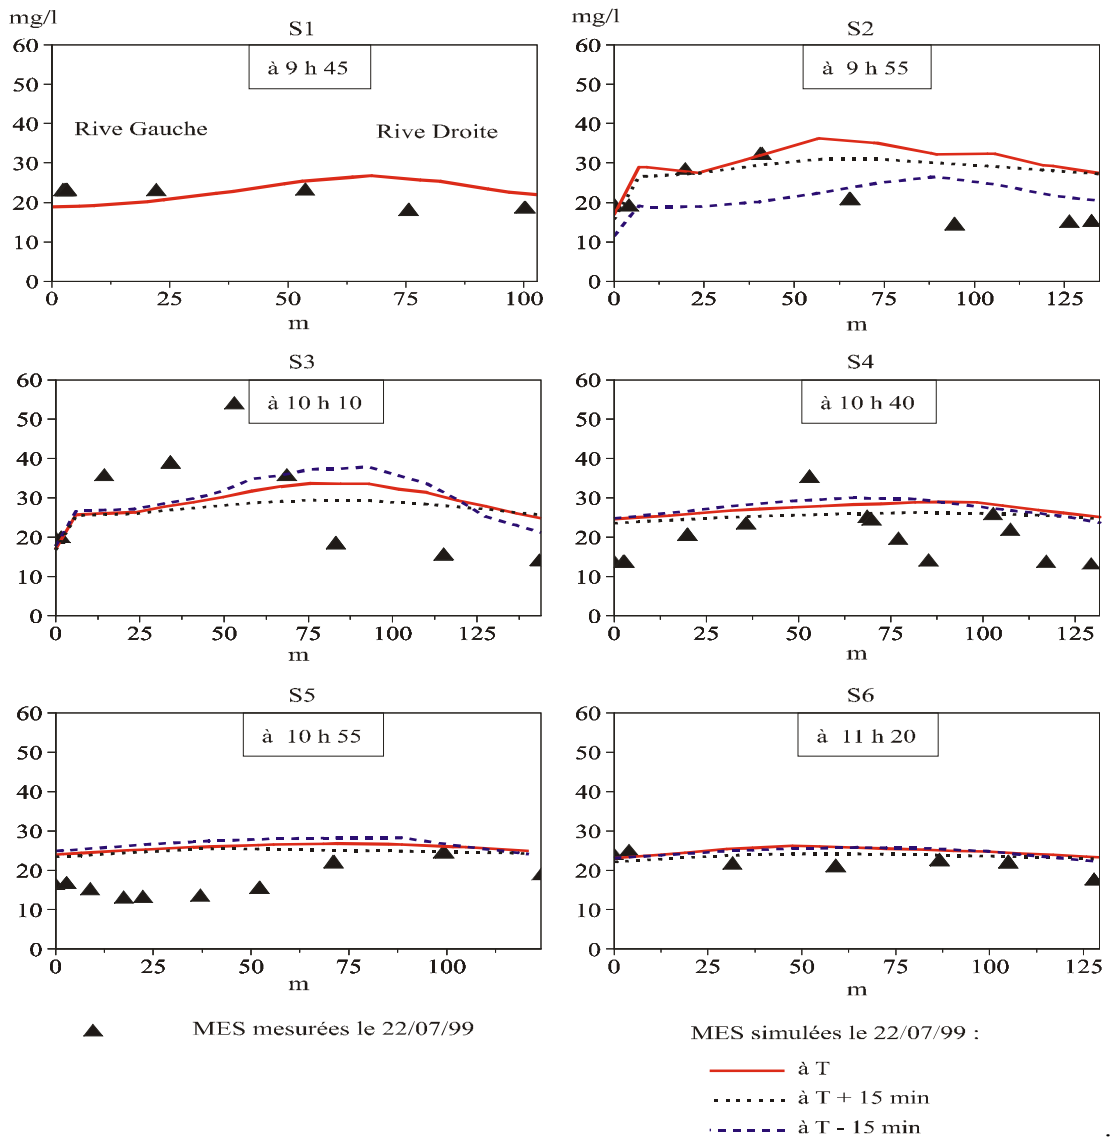 mg/l
S1
à 9 h 45
Rive Gauche
Rive Droite
60
50
40
30
20
10
0
0 25 50 75 100
m
mg/l
S2
à 9 h 55
60
50
40
30
20
10
0
0 25 50 75 100 125
m
S3
à 10 h 10
60
50
40
30
20
10
0
0 25 50 75 100 125
m
S4
à 10 h 40
60
50
40
30
20
10
0
0 25 50 75 100 125
m
S5
à 10 h 55
60
50
40
30
20
10
0
0 25 50 75 100
m
S6
à 11 h 20
60
50
40
30
20
10
0
0 25 50 75 100 125
m
MES mesurées le 22/07/99
MES simulées le 22/07/99 :
à T
à T + 15 min
à T - 15 min
.